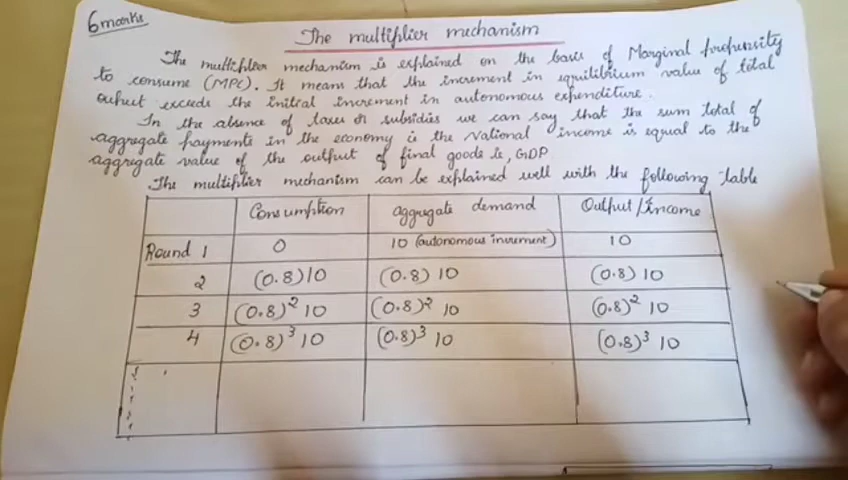 6 marks
The multiplier mechanism
The multiplier mechanism is explained on the basis of Marginal propensity
to consume (MPC). It means that the increment in equilibrium value of total
output exceeds the initial increment in autonomous expenditure.
In the absence of taxes or subsidies we can say that the sum total of
aggregate payments in the economy ie the National income is equal to the
aggregate value of the output of final goods ie, GDP
The multiplier mechanism can be explained well with the following table
Consumption aggregate demand Output/Income
Round 1 0 10 (autonomous increment) 10
2 (0.8)10 (0.8) 10 (0.8) 10
3 (0.8)² 10 (0.8)² 10 (0.8)² 10
4 (0.8)³ 10 (0.8)³ 10 (0.8)³ 10